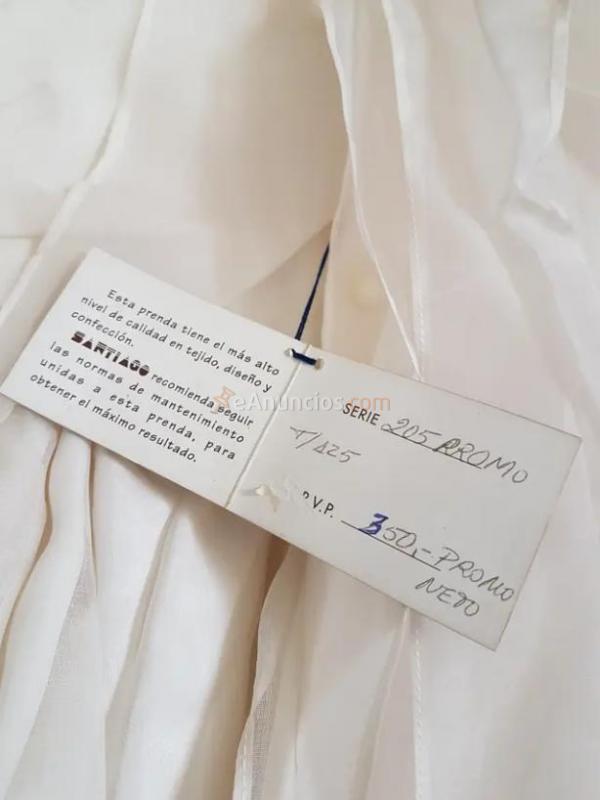 Esta prenda tiene el más alto
nivel de calidad en tejido, diseño y
confección.
SANTIAGO recomienda seguir
las normas de mantenimiento
unidas a esta prenda, para
obtener el máximo resultado.
eAnuncios.com
SERIE 205 PROMO
T/125
P.V.P. 350,- PROMO
NETO